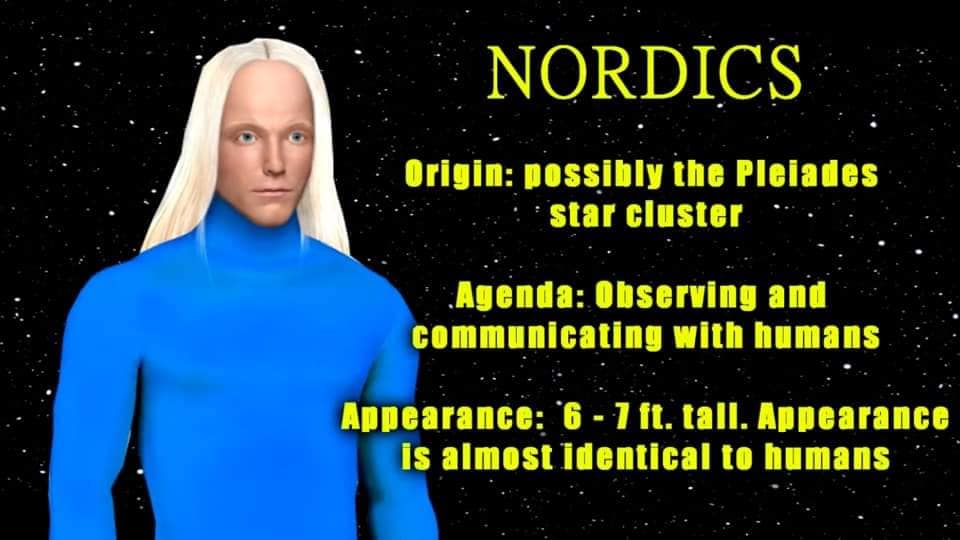 NORDICS
Origin: possibly the Pleiades
star cluster
Agenda: Observing and
communicating with humans
Appearance: 6 - 7 ft. tall. Appearance
is almost identical to humans